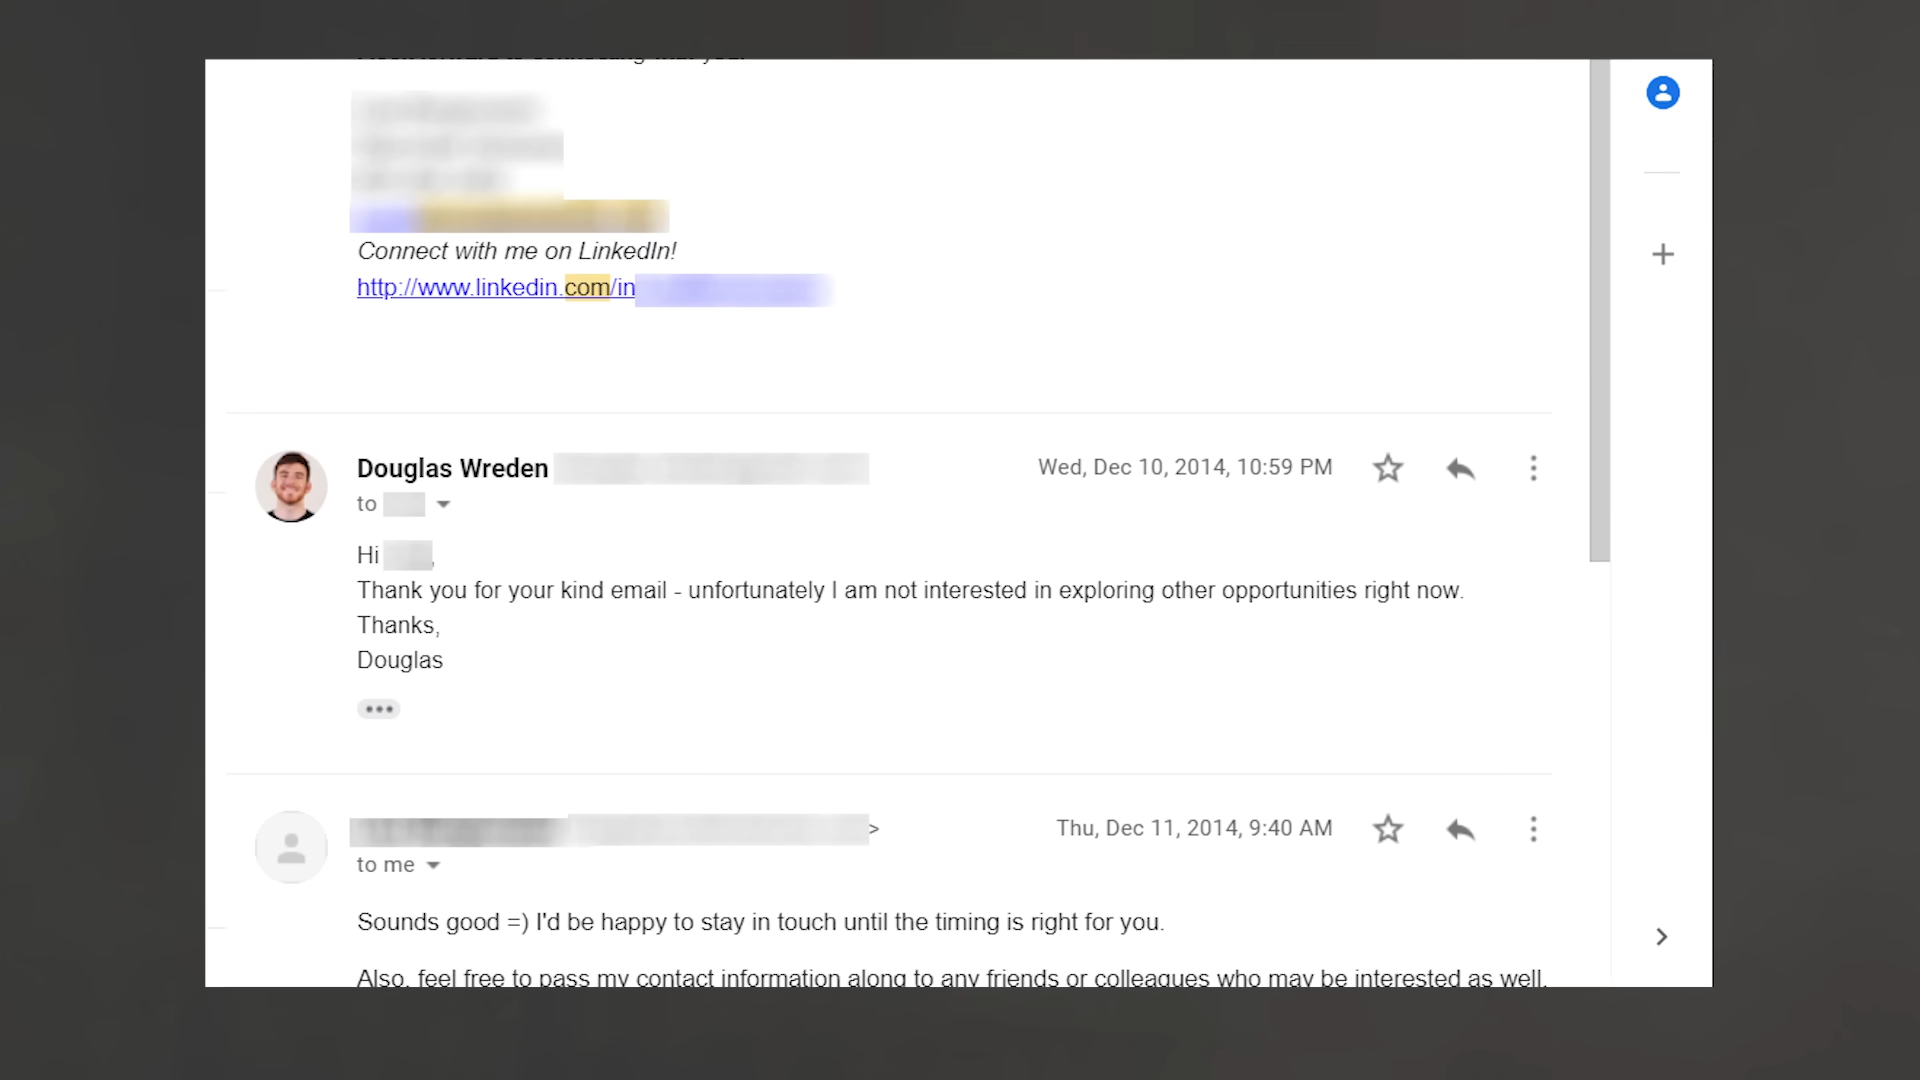 Connect with me on LinkedIn!
http://www.linkedin.com/in
Douglas Wreden
Wed, Dec 10, 2014, 10:59 PM
to
Hi ,
Thank you for your kind email - unfortunately I am not interested in exploring other opportunities right now.
Thanks,
Douglas
>
Thu, Dec 11, 2014, 9:40 AM
to me
Sounds good =) I'd be happy to stay in touch until the timing is right for you.
Also, feel free to pass my contact information along to any friends or colleagues who may be interested as well.